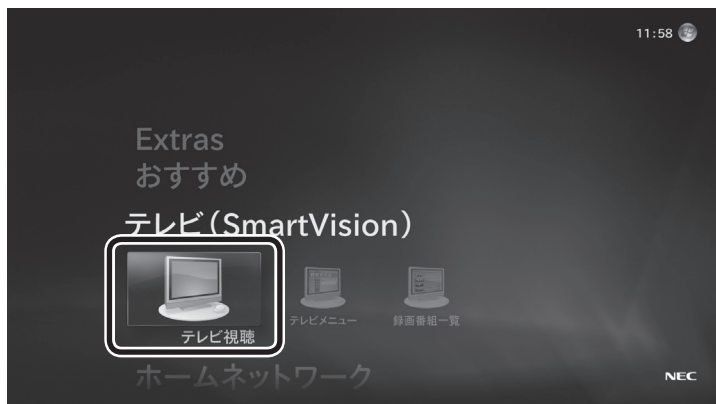 11:58
Extras
おすすめ
テレビ(SmartVision)
テレビ視聴
テレビメニュー
録画番組一覧
ホームネットワーク
NEC